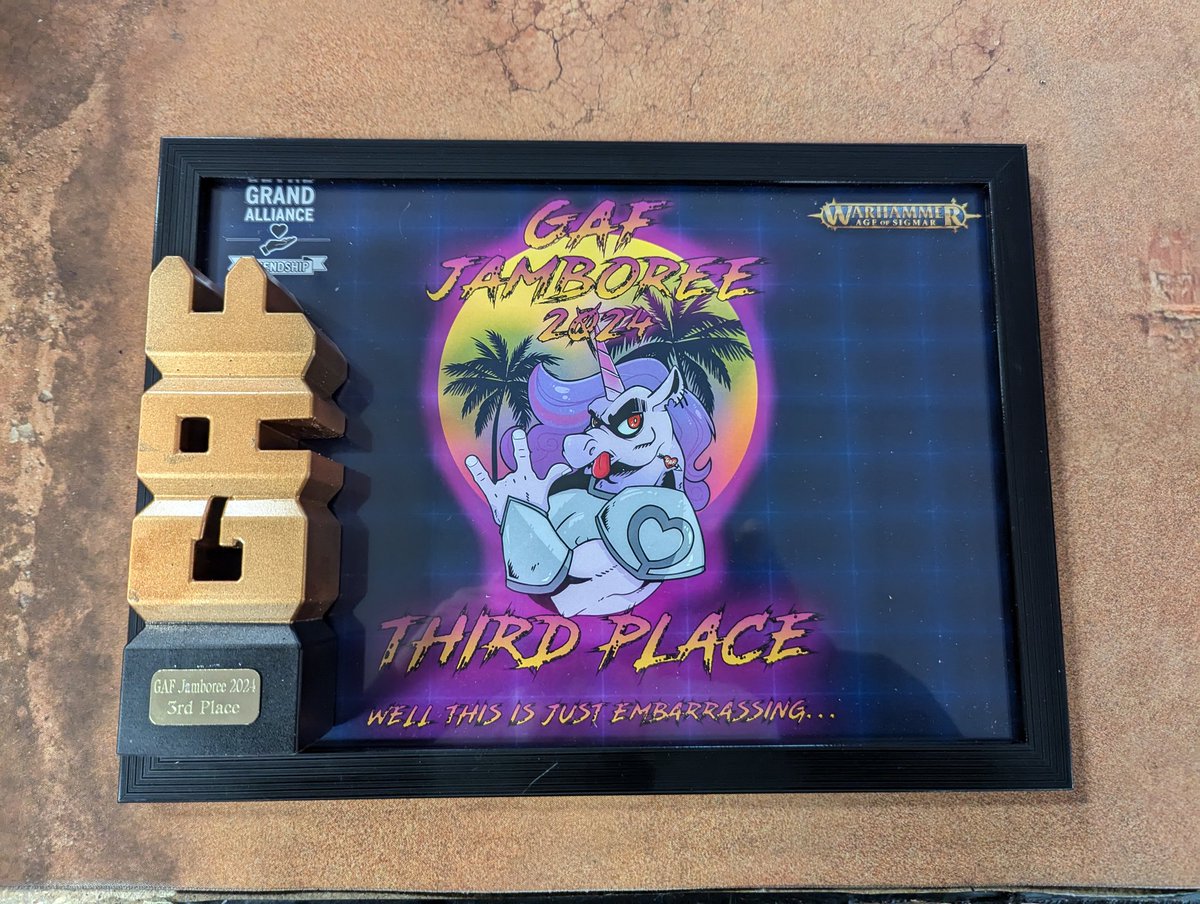 GRAND
ALLIANCE
WARHAMMER
AGE OF SIGMAR
GAF
JAMBOREE
2024
GAF
THIRD PLACE
WELL THIS IS JUST EMBARRASSING...
GAF Jamboree 2024
3rd Place